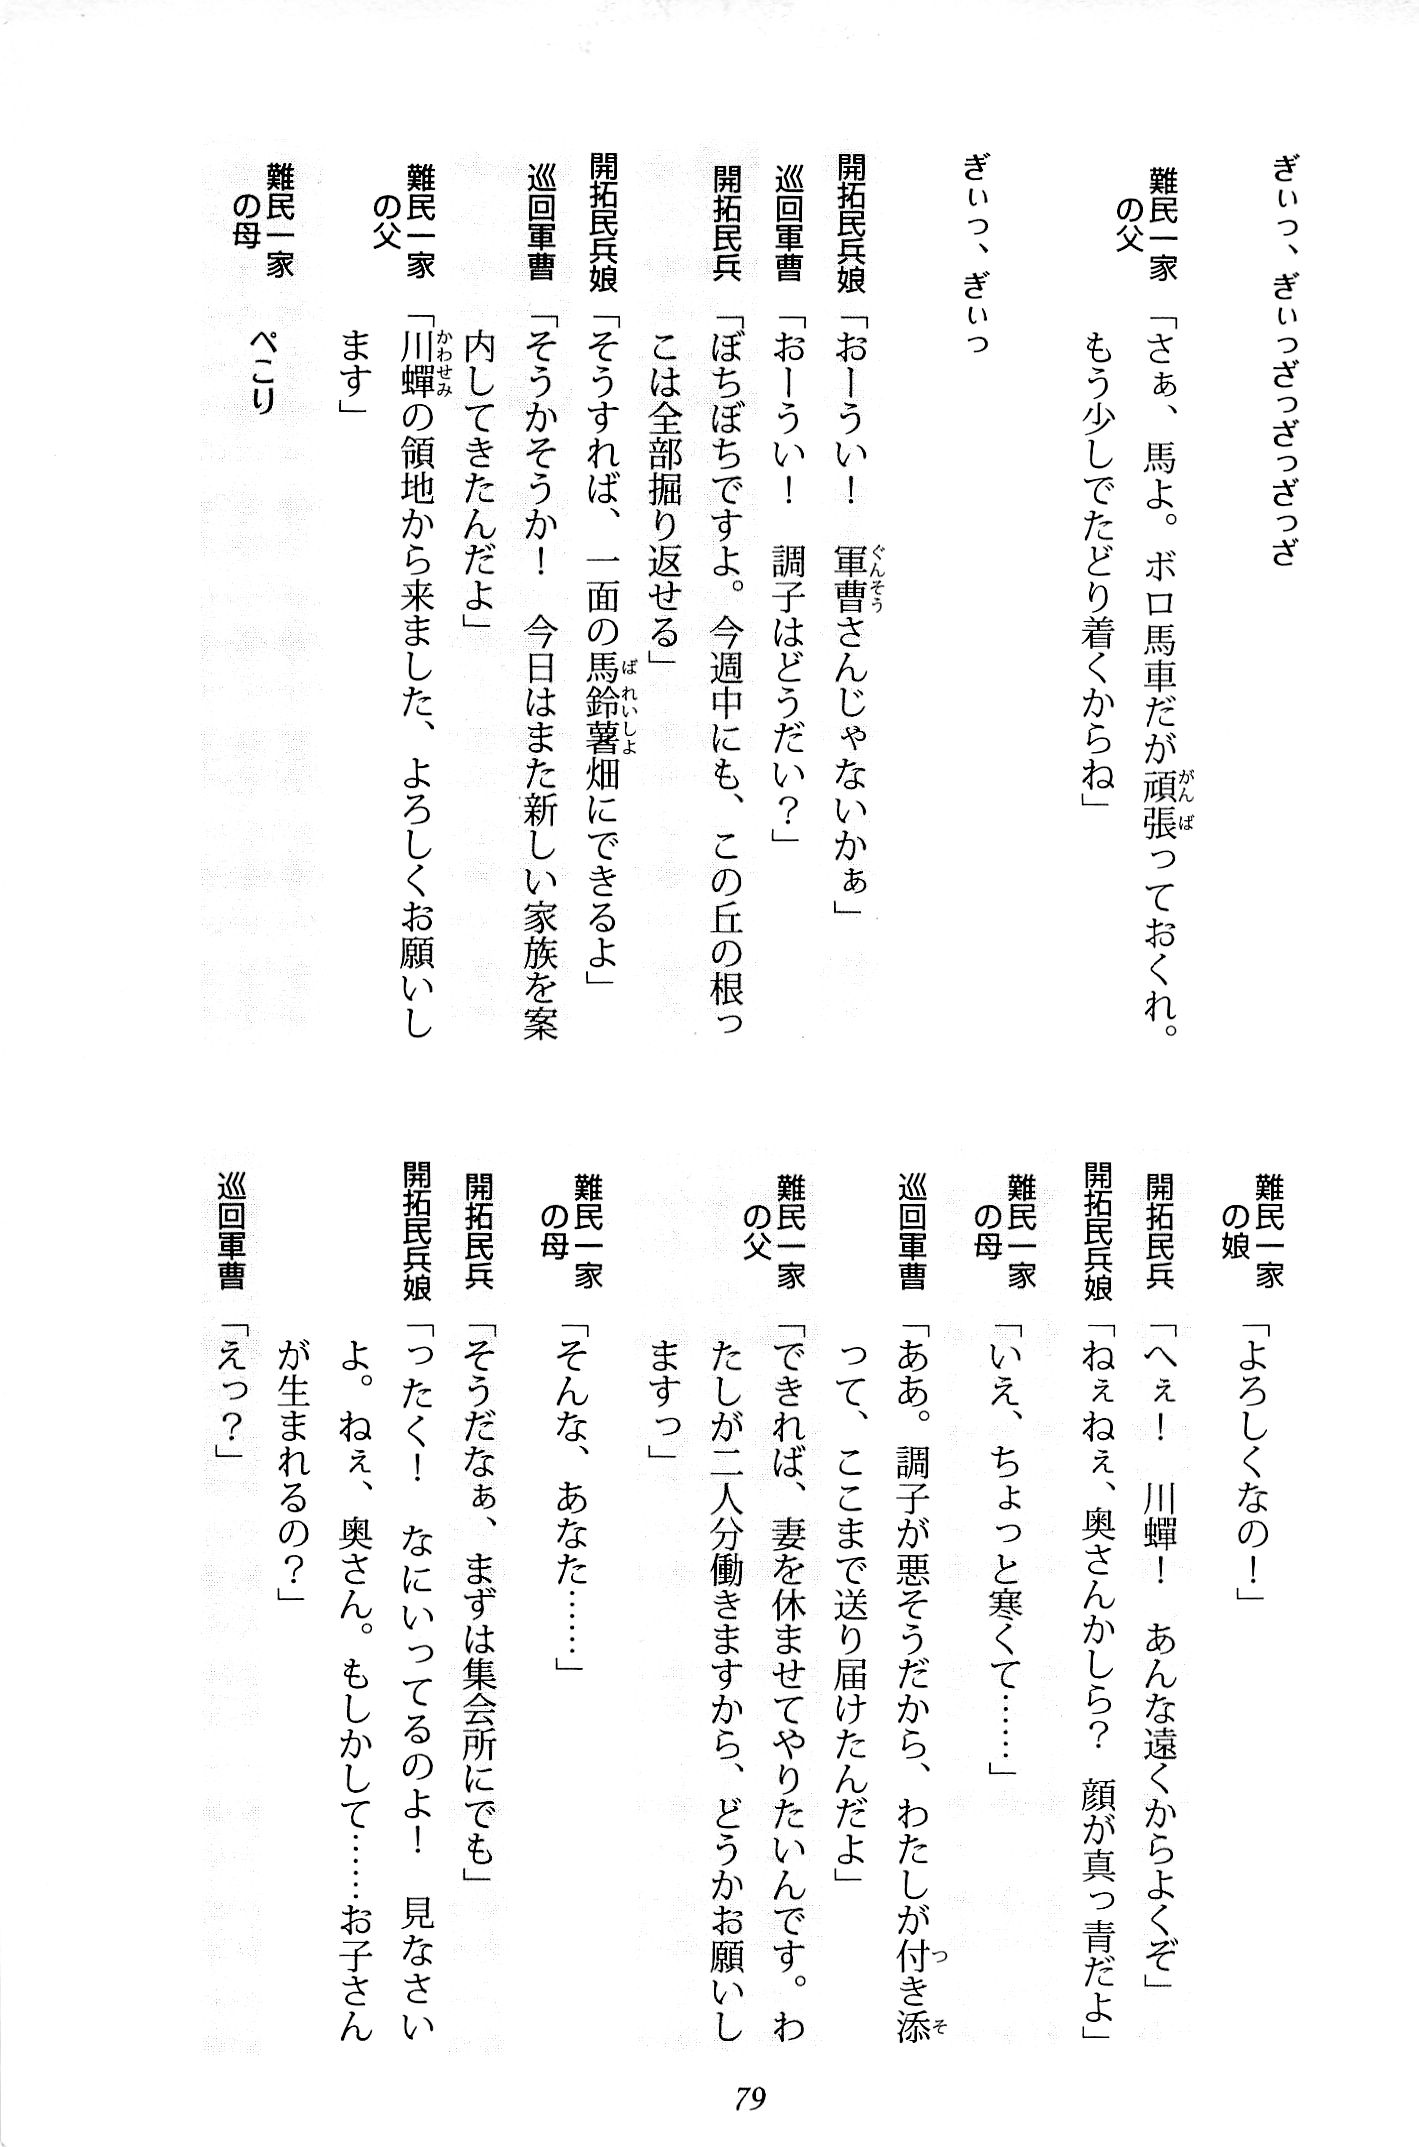 ぎぃっ、ぎぃっざっざっざっざ
難民一家の父「さぁ、馬よ。ボロ馬車だが頑張っておくれ。
もう少しでたどり着くからね」
ぎぃっ、ぎぃっ
開拓民兵娘「おーうい！　軍曹さんじゃないかぁ」
巡回軍曹「おーうい！　調子はどうだい？」
開拓民兵「ぼちぼちですよ。今週中にも、この丘の根っ
こは全部掘り返せる」
開拓民兵娘「そうすれば、一面の馬鈴薯畑にできるよ」
巡回軍曹「そうかそうか！　今日はまた新しい家族を案
内してきたんだよ」
難民一家の父「川蟬の領地から来ました、よろしくお願いし
ます」
難民一家の母　ぺこり
難民一家の娘「よろしくなの！」
開拓民兵「へぇ！　川蟬！　あんな遠くからよくぞ」
開拓民兵娘「ねぇねぇ、奥さんかしら？　顔が真っ青だよ」
難民一家の母「いえ、ちょっと寒くて……」
巡回軍曹「ああ。調子が悪そうだから、わたしが付き添
って、ここまで送り届けたんだよ」
難民一家の父「できれば、妻を休ませてやりたいんです。わ
たしが二人分働きますから、どうかお願いし
ますっ」
難民一家の母「そんな、あなた……」
開拓民兵「そうだなぁ、まずは集会所にでも」
開拓民兵娘「ったく！　なにいってるのよ！　見なさい
よ。ねぇ、奥さん。もしかして……お子さん
が生まれるの？」
巡回軍曹「えっ？」
79